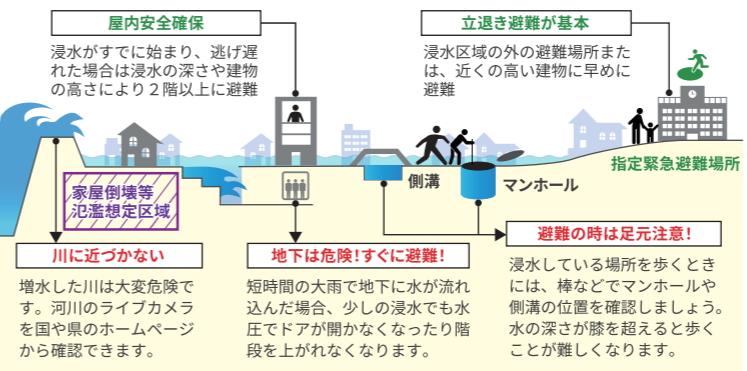 屋内安全確保
浸水がすでに始まり、逃げ遅
れた場合は浸水の深さや建物
の高さにより２階以上に避難
立退き避難が基本
浸水区域の外の避難場所また
は、近くの高い建物に早めに
避難
指定緊急避難場所
側溝
マンホール
家屋倒壊等
氾濫想定区域
川に近づかない
増水した川は大変危険で
す。河川のライブカメラ
を国や県のホームページ
から確認できます。
地下は危険！すぐに避難！
短時間の大雨で地下に水が流れ
込んだ場合、少しの浸水でも水
圧でドアが開かなくなったり階
段を上がれなくなります。
避難の時は足元注意！
浸水している場所を歩くとき
には、棒などでマンホールや
側溝の位置を確認しましょう。
水の深さが膝を超えると歩く
ことが難しくなります。